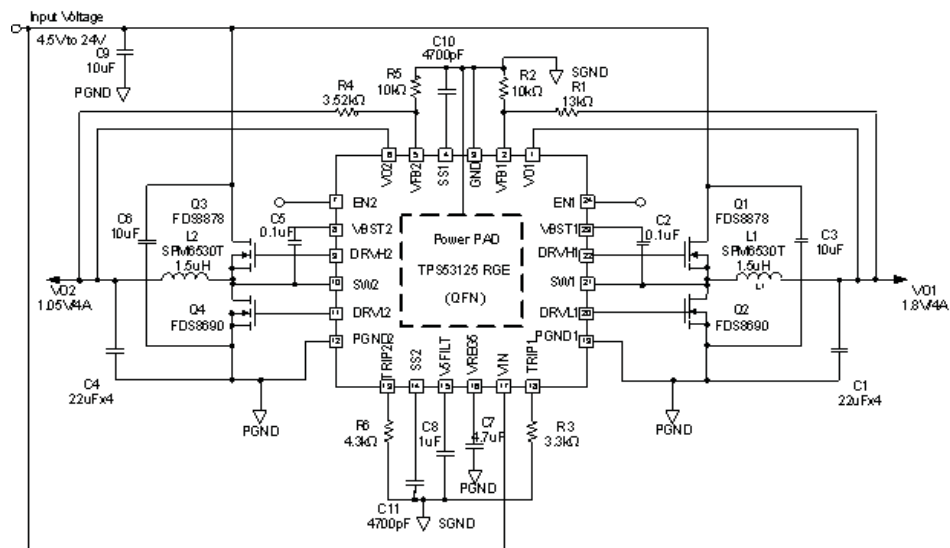 Input Voltage
4.5V to 24V
C9
10uF
PGND
C10
4700pF
SGND
R5
10kΩ
R2
10kΩ
R4
3.52kΩ
R1
13kΩ
6
5
4
3
2
1
VO2
VFB2
SS1
GND
VFB1
VO1
Q3
FDS8878
C6
10uF
L2
SPM6530T
1.5uH
C5
0.1uF
7
EN2
8
VBST2
9
DRVH2
10
SW2
11
DRVL2
12
PGND2
Power PAD
TPS53125 RGE
(QFN)
EN1
24
VBST1
23
DRVH1
22
SW1
21
DRVL1
20
PGND1
19
C2
0.1uF
Q1
FDS8878
L1
SPM6530T
1.5uH
L1
C3
10uF
VO2
1.05V/4A
VO1
1.8V/4A
Q4
FDS8690
Q2
FDS8690
C4
22uFx4
PGND
C1
22uFx4
PGND
TRIP2
SS2
V5FILT
VREG5
VIN
TRIP1
13
14
15
16
17
18
R6
4.3kΩ
C8
1uF
C7
4.7uF
R3
3.3kΩ
PGND
C11
4700pF
SGND